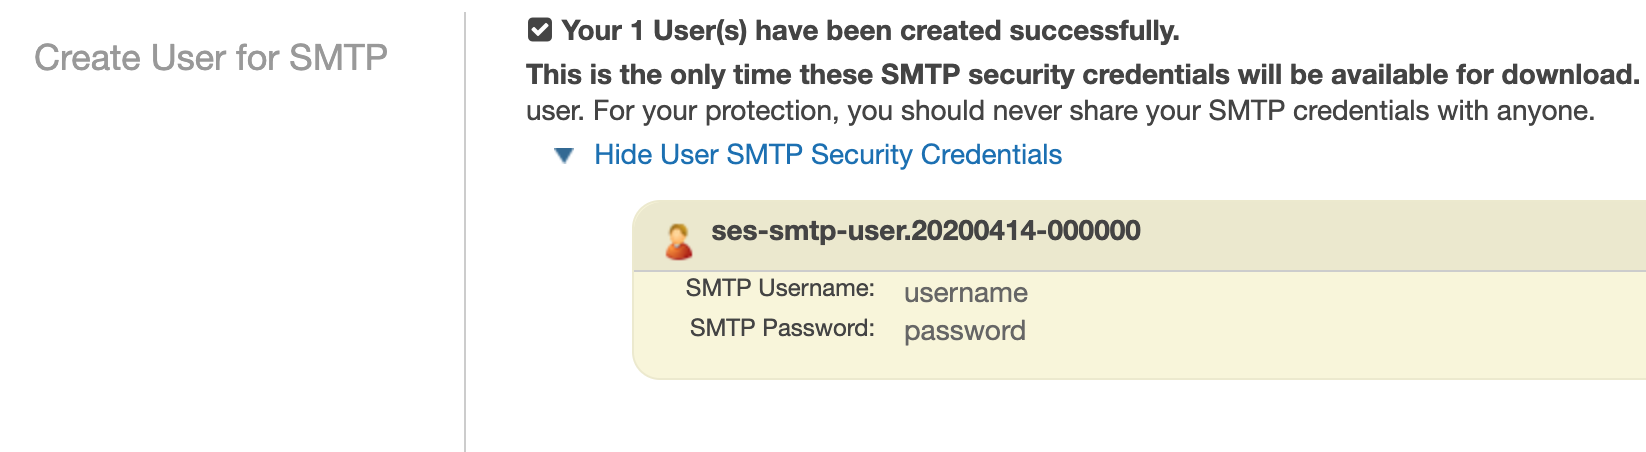 Create User for SMTP
Your 1 User(s) have been created successfully.
This is the only time these SMTP security credentials will be available for download.
user. For your protection, you should never share your SMTP credentials with anyone.
Hide User SMTP Security Credentials
ses-smtp-user.20200414-000000
SMTP Username: username
SMTP Password: password